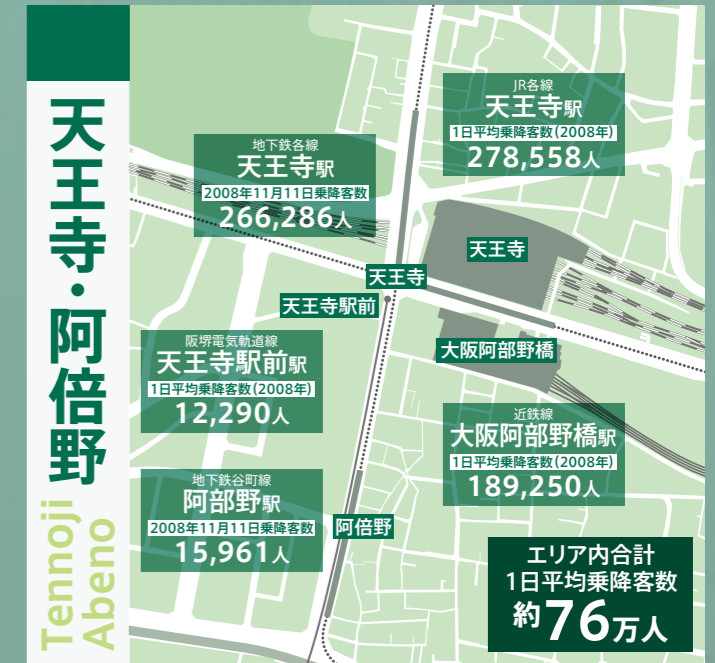 天王寺・阿倍野
Tennoji
Abeno
JR各線
天王寺駅
1日平均乗降客数(2008年)
278,558人
地下鉄各線
天王寺駅
2008年11月11日乗降客数
266,286人
天王寺
天王寺
天王寺駅前
阪堺電気軌道線
天王寺駅前駅
1日平均乗降客数(2008年)
12,290人
大阪阿部野橋
近鉄線
大阪阿部野橋駅
1日平均乗降客数(2008年)
189,250人
地下鉄谷町線
阿部野駅
2008年11月11日乗降客数
15,961人
阿倍野
エリア内合計
1日平均乗降客数
約76万人